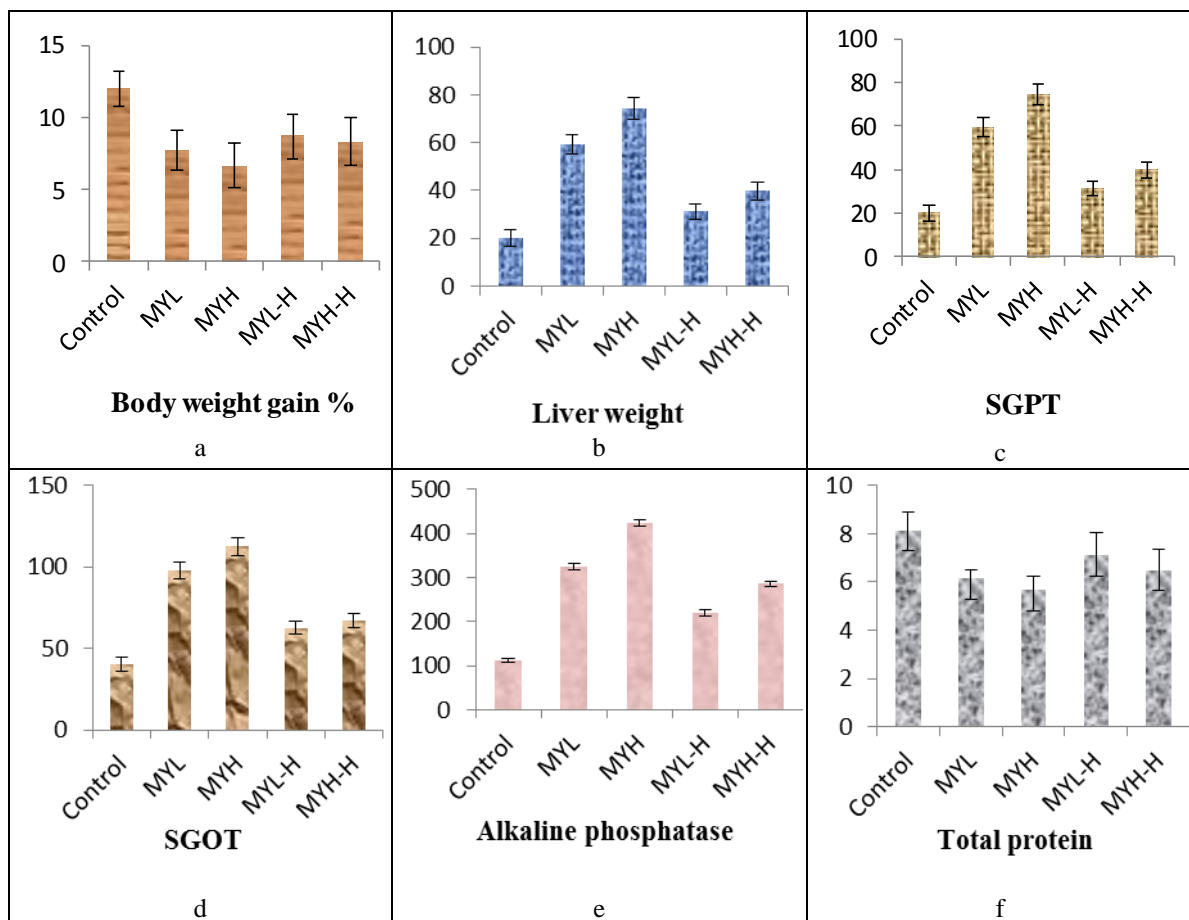 15
10
5
0
Control
MYL
MYH
MYL-H
MYH-H
Body weight gain %
a
100
80
60
40
20
0
Control
MYL
MYH
MYL-H
MYH-H
Liver weight
b
100
80
60
40
20
0
Control
MYL
MYH
MYL-H
MYH-H
SGPT
c
150
100
50
0
Control
MYL
MYH
MYL-H
MYH-H
SGOT
d
500
400
300
200
100
0
Control
MYL
MYH
MYL-H
MYH-H
Alkaline phosphatase
e
10
8
6
4
2
0
Control
MYL
MYH
MYL-H
MYH-H
Total protein
f